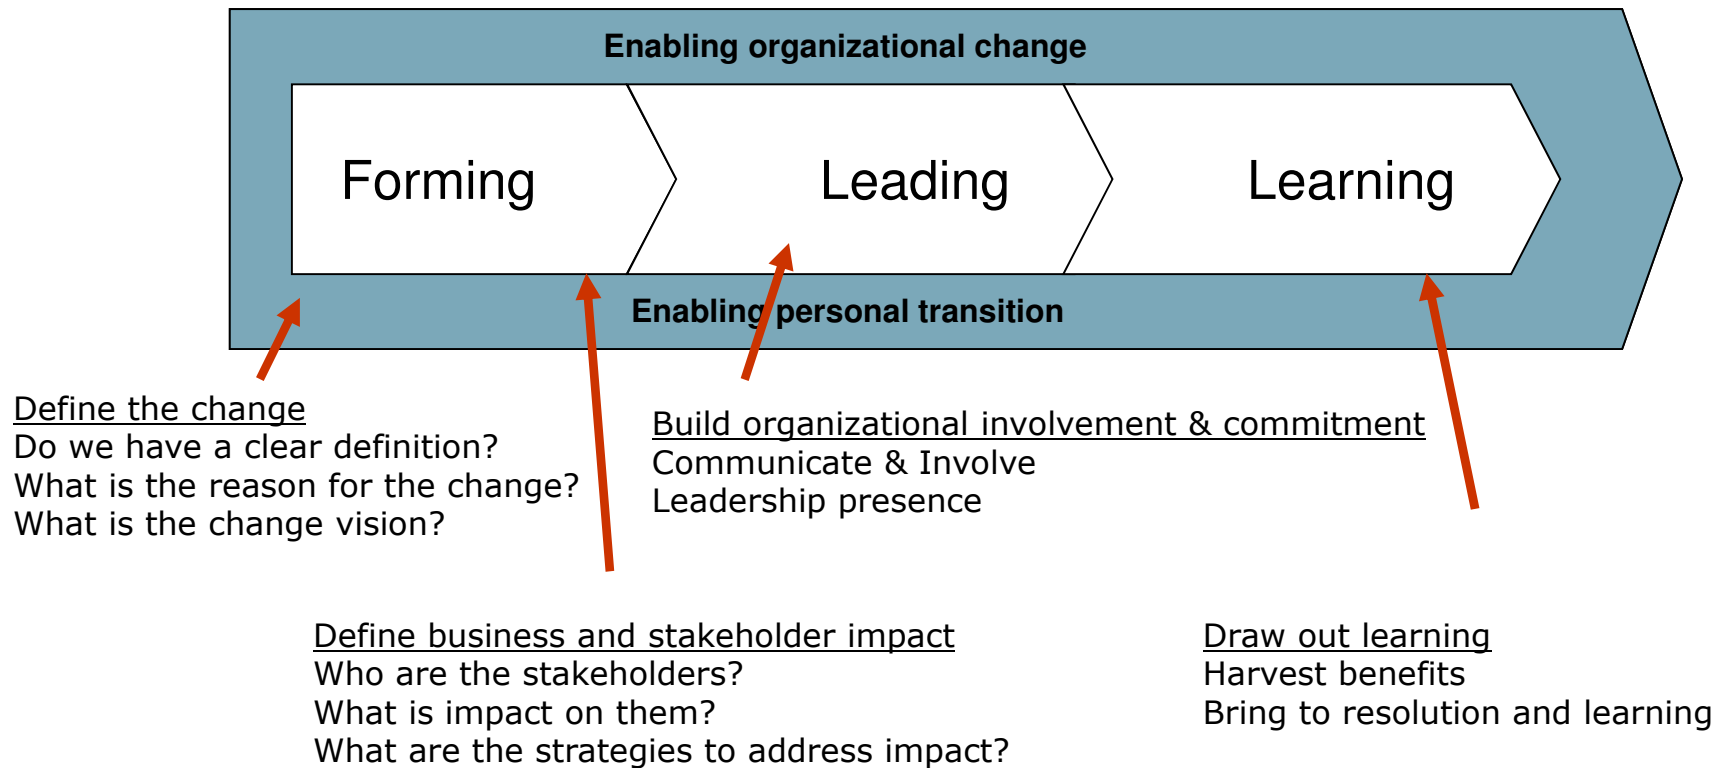 Enabling organizational change
Forming
Leading
Learning
Enabling personal transition
Define the change
Do we have a clear definition?
What is the reason for the change?
What is the change vision?
Build organizational involvement & commitment
Communicate & Involve
Leadership presence
Define business and stakeholder impact
Who are the stakeholders?
What is impact on them?
What are the strategies to address impact?
Draw out learning
Harvest benefits
Bring to resolution and learning